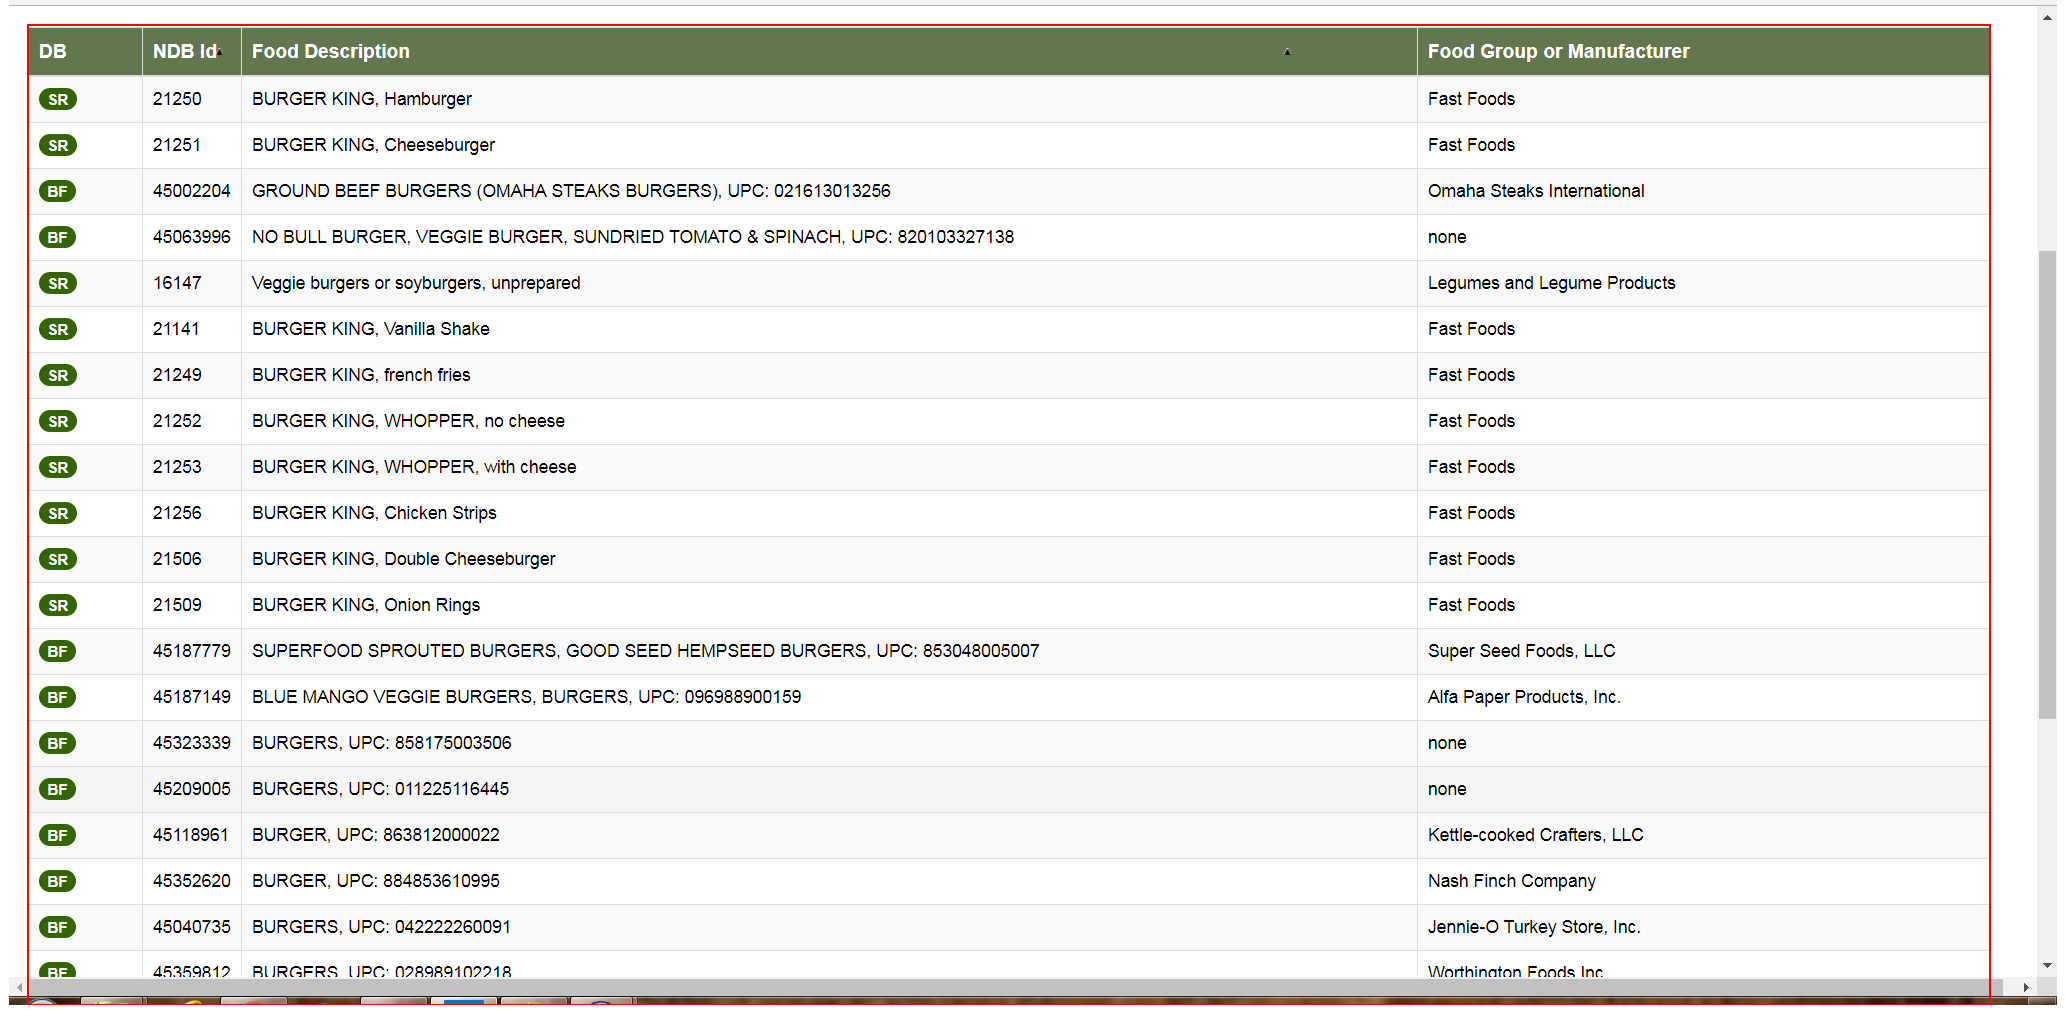 DB NDB Id Food Description Food Group or Manufacturer
SR 21250 BURGER KING, Hamburger Fast Foods
SR 21251 BURGER KING, Cheeseburger Fast Foods
BF 45002204 GROUND BEEF BURGERS (OMAHA STEAKS BURGERS), UPC: 021613013256 Omaha Steaks International
BF 45063996 NO BULL BURGER, VEGGIE BURGER, SUNDRIED TOMATO & SPINACH, UPC: 820103327138 none
SR 16147 Veggie burgers or soyburgers, unprepared Legumes and Legume Products
SR 21141 BURGER KING, Vanilla Shake Fast Foods
SR 21249 BURGER KING, french fries Fast Foods
SR 21252 BURGER KING, WHOPPER, no cheese Fast Foods
SR 21253 BURGER KING, WHOPPER, with cheese Fast Foods
SR 21256 BURGER KING, Chicken Strips Fast Foods
SR 21506 BURGER KING, Double Cheeseburger Fast Foods
SR 21509 BURGER KING, Onion Rings Fast Foods
BF 45187779 SUPERFOOD SPROUTED BURGERS, GOOD SEED HEMPSEED BURGERS, UPC: 853048005007 Super Seed Foods, LLC
BF 45187149 BLUE MANGO VEGGIE BURGERS, BURGERS, UPC: 096988900159 Alfa Paper Products, Inc.
BF 45323339 BURGERS, UPC: 858175003506 none
BF 45209005 BURGERS, UPC: 011225116445 none
BF 45118961 BURGER, UPC: 863812000022 Kettle-cooked Crafters, LLC
BF 45352620 BURGER, UPC: 884853610995 Nash Finch Company
BF 45040735 BURGERS, UPC: 042222260091 Jennie-O Turkey Store, Inc.
BF 45359812 BURGERS, UPC: 028989102218 Worthington Foods Inc